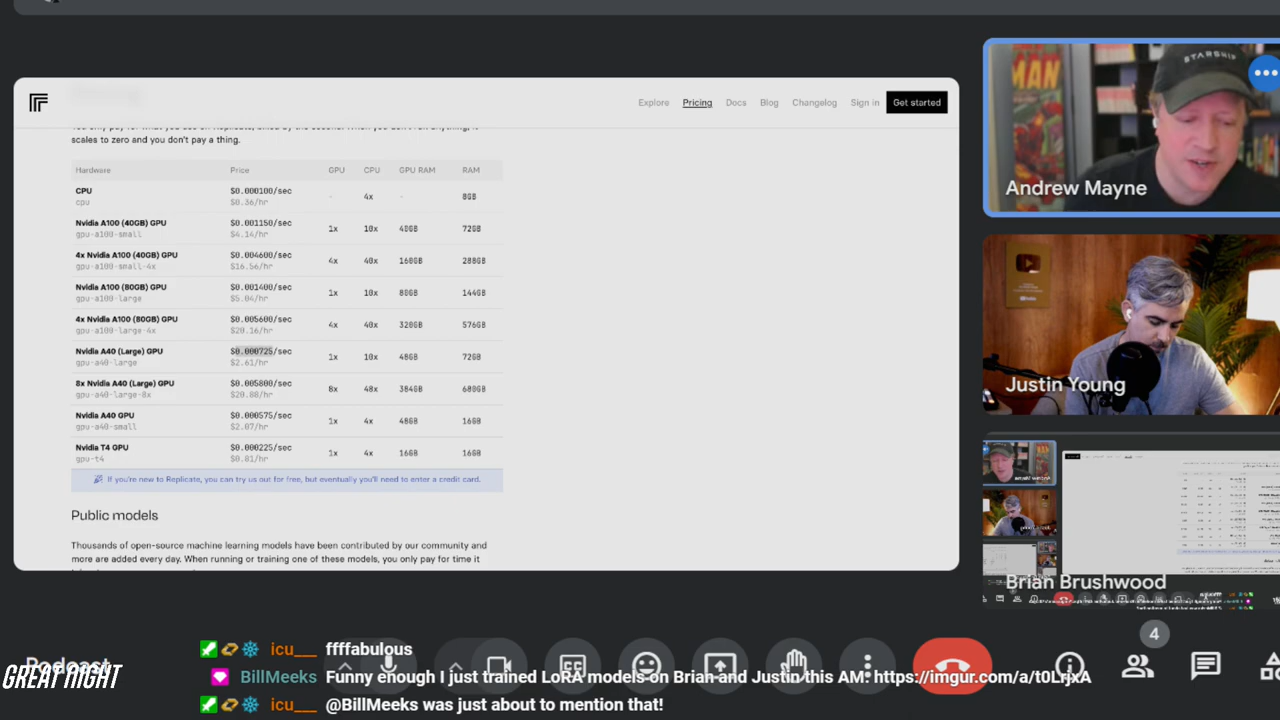 Explore Pricing Docs Blog Changelog Sign in Get started
scales to zero and you don't pay a thing.
Hardware Price GPU CPU GPU RAM RAM
CPU $0.000100/sec - 4x - 8GB
cpu $0.36/hr
Nvidia A100 (40GB) GPU $0.001150/sec 1x 10x 40GB 72GB
gpu-a100-small $4.14/hr
4x Nvidia A100 (40GB) GPU $0.004600/sec 4x 40x 160GB 288GB
gpu-a100-small-4x $16.56/hr
Nvidia A100 (80GB) GPU $0.001400/sec 1x 10x 80GB 144GB
gpu-a100-large $5.04/hr
4x Nvidia A100 (80GB) GPU $0.005600/sec 4x 40x 320GB 576GB
gpu-a100-large-4x $20.16/hr
Nvidia A40 (Large) GPU $0.000725/sec 1x 10x 48GB 72GB
gpu-a40-large $2.61/hr
8x Nvidia A40 (Large) GPU $0.005800/sec 8x 48x 384GB 680GB
gpu-a40-large-8x $20.88/hr
Nvidia A40 GPU $0.000575/sec 1x 4x 48GB 16GB
gpu-a40-small $2.07/hr
Nvidia T4 GPU $0.000225/sec 1x 4x 16GB 16GB
gpu-t4 $0.81/hr
If you're new to Replicate, you can try us out for free, but eventually you'll need to enter a credit card.
Public models
Thousands of open-source machine learning models have been contributed by our community and
more are added every day. When running or training one of these models, you only pay for time it
STARSHIP
MAN
Andrew Mayne
Justin Young
Brian Brushwood
4
Podcast
GREAT NIGHT
icu___ ffffabulous
BillMeeks Funny enough I just trained LoRA models on Brian and Justin this AM: https://imgur.com/a/t0LrjxA
icu___ @BillMeeks was just about to mention that!